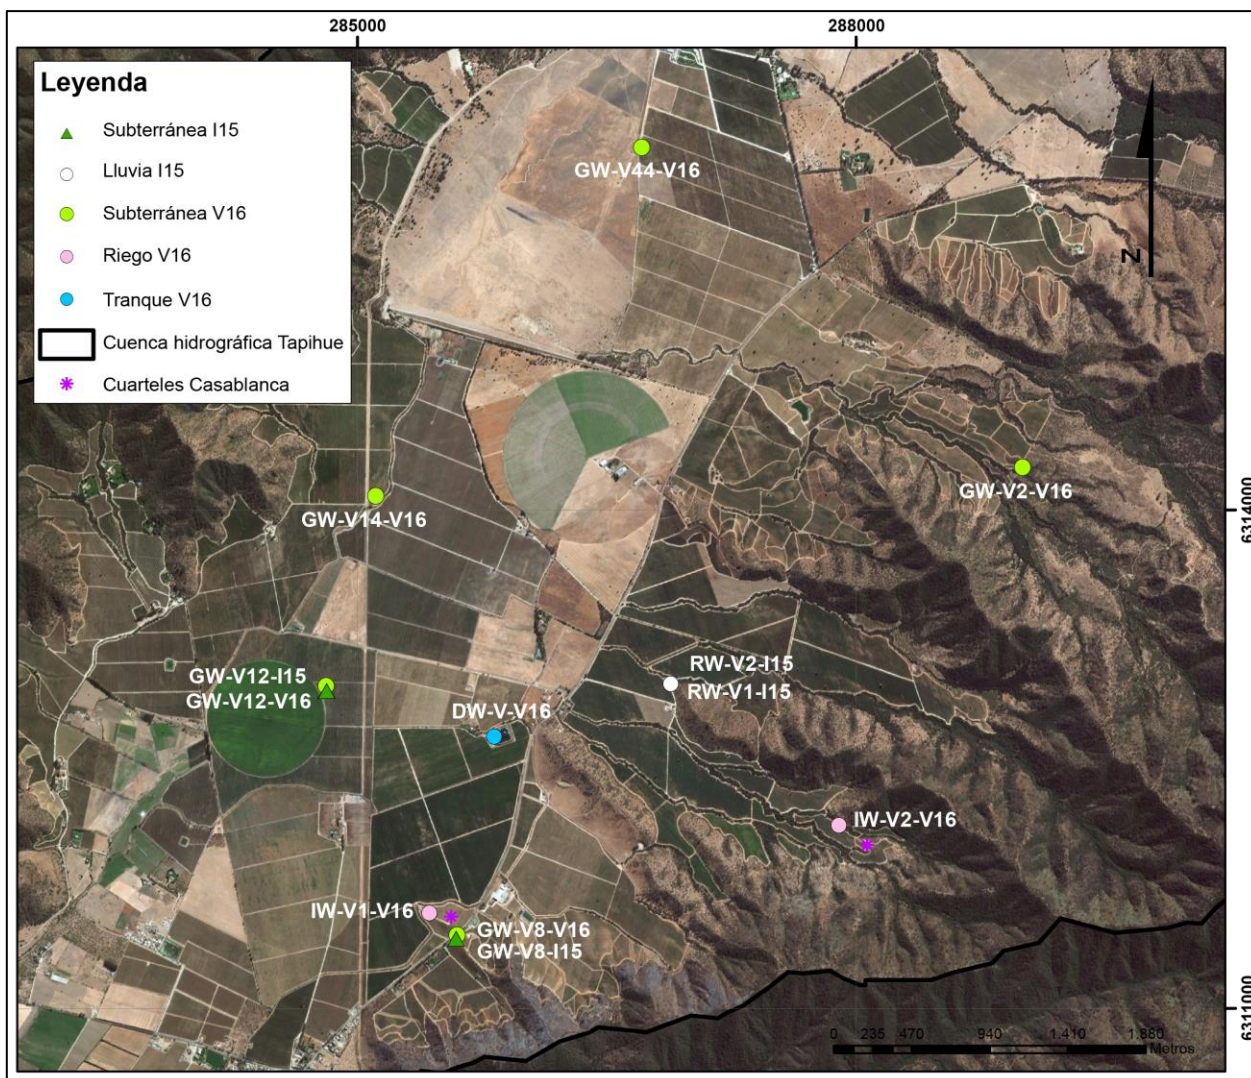 285000
288000
Leyenda
Subterránea I15
Lluvia I15
Subterránea V16
Riego V16
Tranque V16
Cuenca hidrográfica Tapihue
Cuarteles Casablanca
GW-V44-V16
N
GW-V2-V16
GW-V14-V16
6314000
RW-V2-I15
GW-V12-I15
RW-V1-I15
GW-V12-V16
DW-V-V16
IW-V2-V16
IW-V1-V16
GW-V8-V16
GW-V8-I15
6311000
0 235 470 940 1.410 1.880
Metros